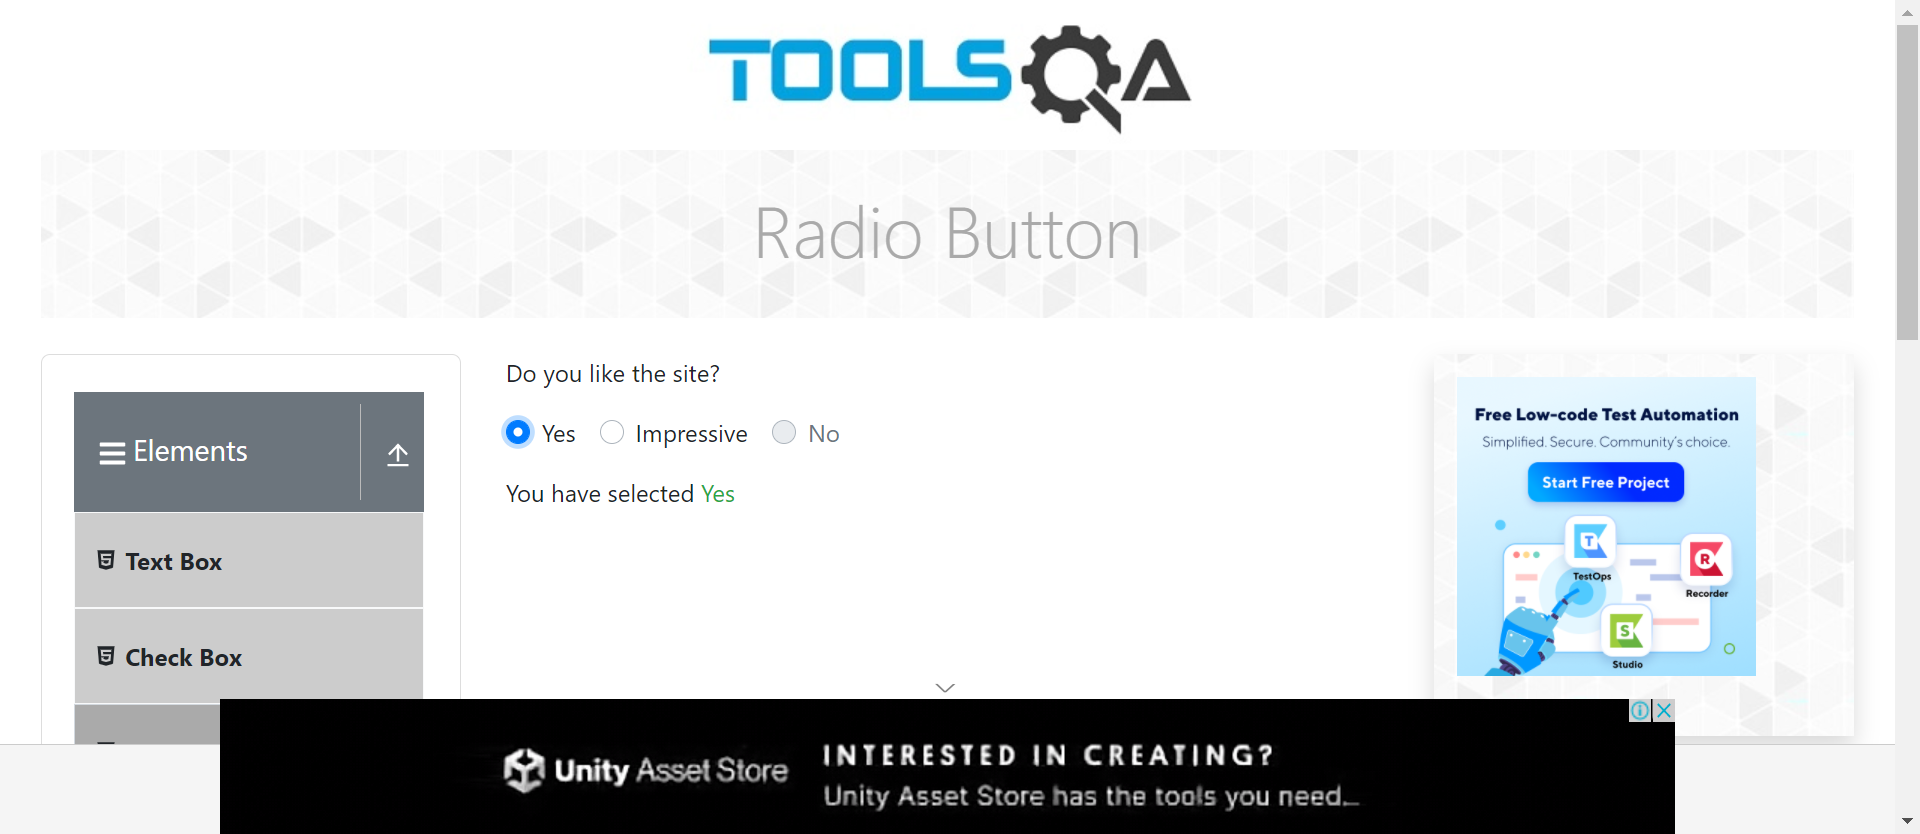 TOOLSQA
Radio Button
Elements
Text Box
Check Box
Do you like the site?
Yes Impressive No
You have selected Yes
Free Low-code Test Automation
Simplified. Secure. Community's choice.
Start Free Project
T
TestOps
R
Recorder
S
Studio
Unity Asset Store
INTERESTED IN CREATING?
Unity Asset Store has the tools you need...